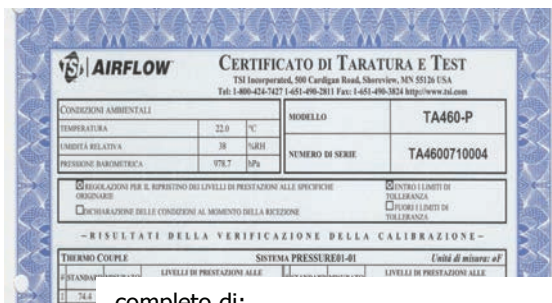 TSI AIRFLOW
CERTIFICATO DI TARATURA E TEST
TSI Incorporated, 500 Cardigan Road, Shoreview, MN 55126 USA
Tel: 1-800-424-7427 1-651-490-2811 Fax: 1-651-490-3824 http://www.tsi.com
CONDIZIONI AMBIENTALI
TEMPERATURA 22.0 °C
UMIDITÀ RELATIVA 38 %RH
PRESSIONE BAROMETRICA 978.7 hPa
MODELLO TA460-P
NUMERO DI SERIE TA4600710004
REGOLAZIONI PER IL RIPRISTINO DEI LIVELLI DI PRESTAZIONI ALLE SPECIFICHE
ORIGINARIE
DICHIARAZIONE DELLE CONDIZIONI AL MOMENTO DELLA RICEZIONE
ENTRO I LIMITI DI
TOLLERANZA
FUORI I LIMITI DI
TOLLERANZA
–RISULTATI DELLA VERIFICAZIONE DELLA CALIBRAZIONE–
THERMO COUPLE SISTEMA PRESSURE01-01 Unità di misura: oF
# STANDARD LIVELLI DI PRESTAZIONI ALLE LIVELLI DI PRESTAZIONI ALLE
1 74.4
completo di: